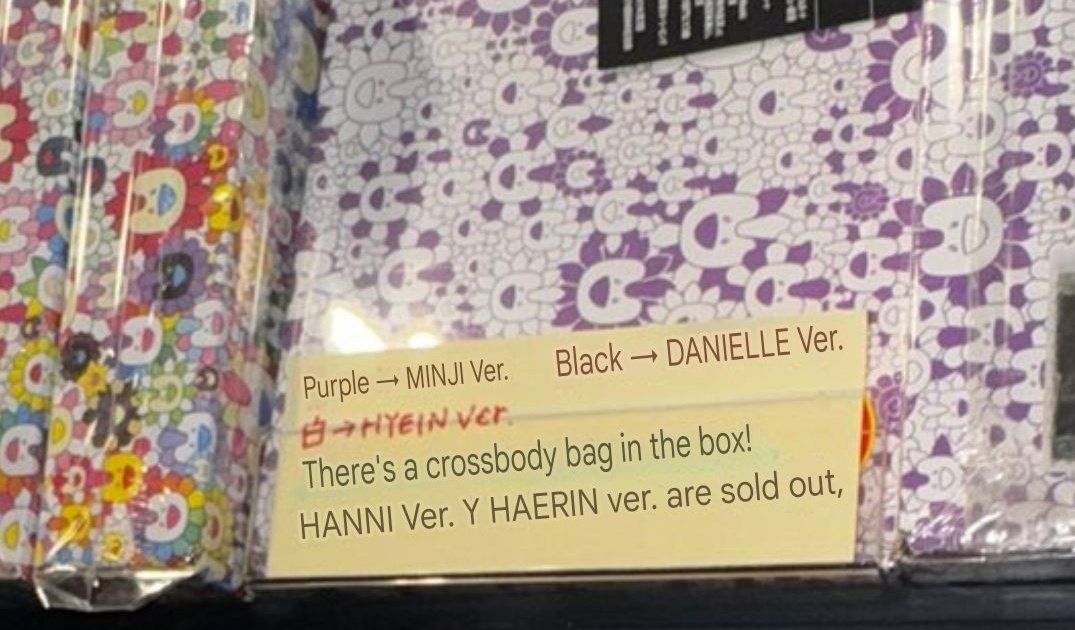 Purple → MINJI Ver. Black → DANIELLE Ver.
白→HYEIN Ver.
There's a crossbody bag in the box!
HANNI Ver. Y HAERIN ver. are sold out,